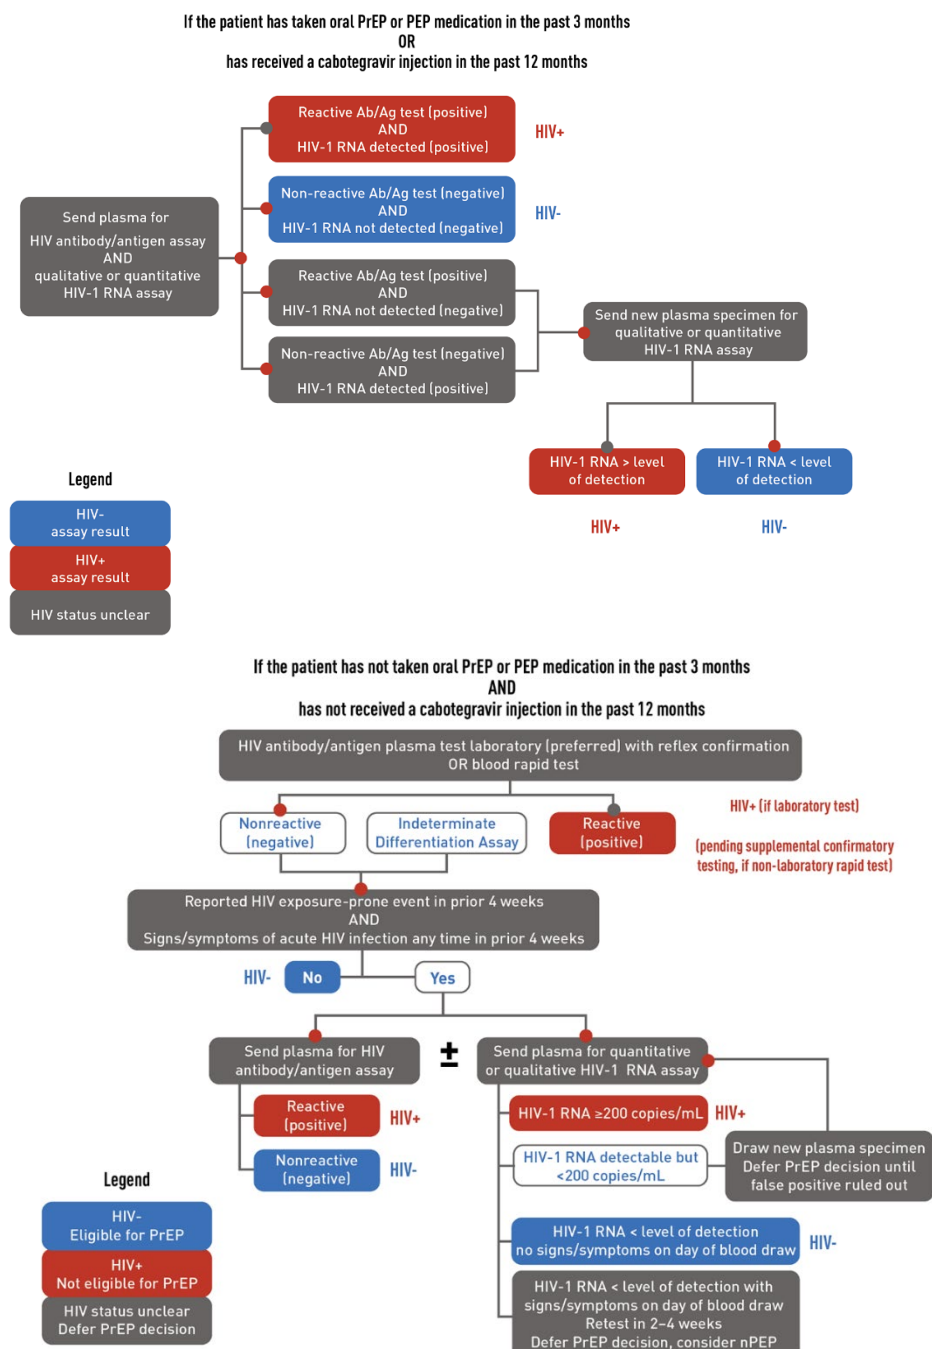 If the patient has taken oral PrEP or PEP medication in the past 3 months
OR
has received a cabotegravir injection in the past 12 months
Send plasma for
HIV antibody/antigen assay
AND
qualitative or quantitative
HIV-1 RNA assay
Reactive Ab/Ag test (positive)
AND
HIV-1 RNA detected (positive)
HIV+
Non-reactive Ab/Ag test (negative)
AND
HIV-1 RNA not detected (negative)
HIV-
Reactive Ab/Ag test (positive)
AND
HIV-1 RNA not detected (negative)
Non-reactive Ab/Ag test (negative)
AND
HIV-1 RNA detected (positive)
Send new plasma specimen for
qualitative or quantitative
HIV-1 RNA assay
HIV-1 RNA > level
of detection
HIV+
HIV-1 RNA < level
of detection
HIV-
Legend
HIV-
assay result
HIV+
assay result
HIV status unclear
If the patient has not taken oral PrEP or PEP medication in the past 3 months
AND
has not received a cabotegravir injection in the past 12 months
HIV antibody/antigen plasma test laboratory (preferred) with reflex confirmation
OR blood rapid test
Nonreactive
(negative)
Indeterminate
Differentiation Assay
Reactive
(positive)
HIV+ (if laboratory test)
(pending supplemental confirmatory
testing, if non-laboratory rapid test)
Reported HIV exposure-prone event in prior 4 weeks
AND
Signs/symptoms of acute HIV infection any time in prior 4 weeks
HIV-
No
Yes
Send plasma for HIV
antibody/antigen assay
±
Send plasma for quantitative
or qualitative HIV-1 RNA assay
Reactive
(positive)
HIV+
Nonreactive
(negative)
HIV-
HIV-1 RNA ≥200 copies/mL
HIV+
HIV-1 RNA detectable but
<200 copies/mL
Draw new plasma specimen
Defer PrEP decision until
false positive ruled out
HIV-1 RNA < level of detection
no signs/symptoms on day of blood draw
HIV-
HIV-1 RNA < level of detection with
signs/symptoms on day of blood draw
Retest in 2–4 weeks
Defer PrEP decision, consider nPEP
Legend
HIV-
Eligible for PrEP
HIV+
Not eligible for PrEP
HIV status unclear
Defer PrEP decision